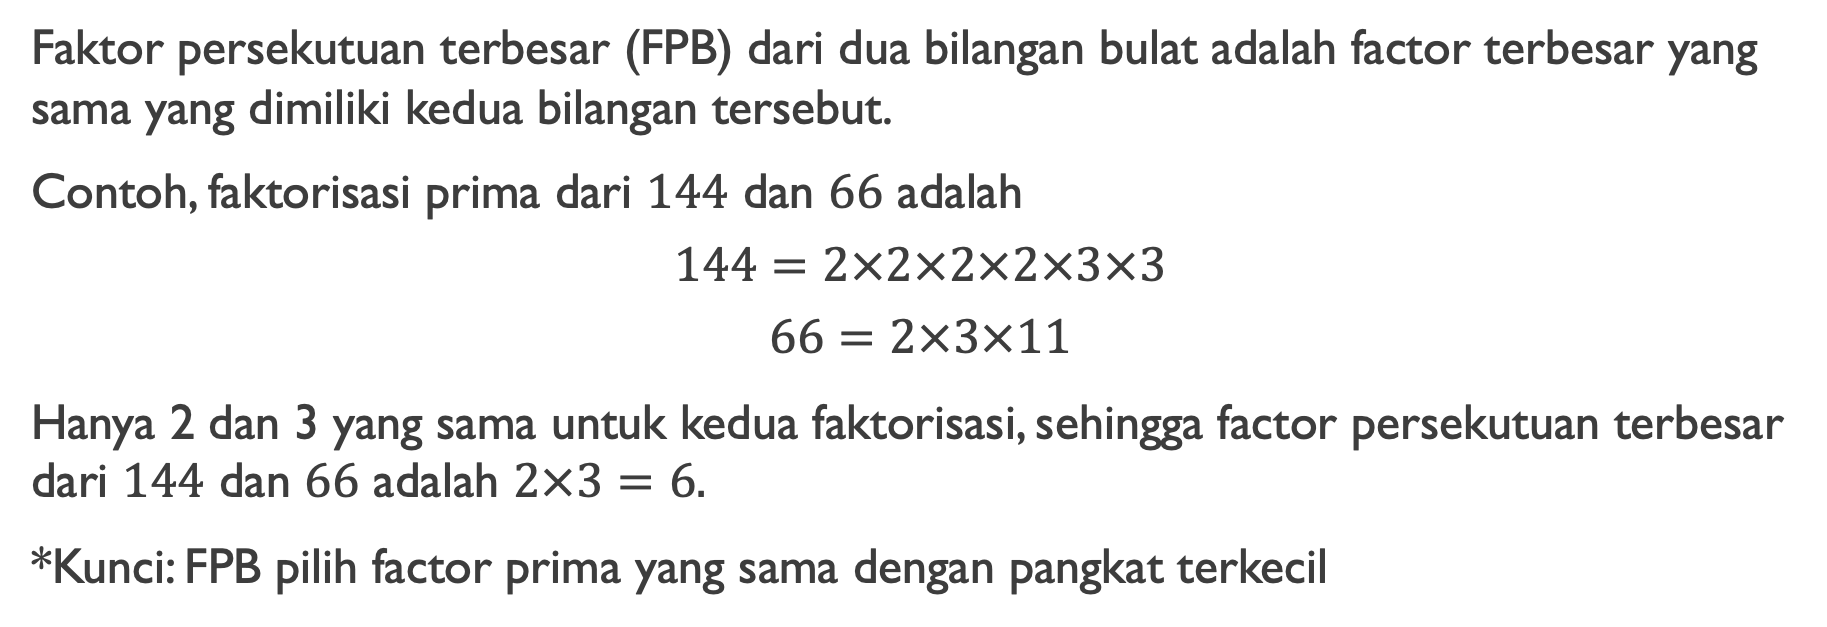 Faktor persekutuan terbesar (FPB) dari dua bilangan bulat adalah factor terbesar yang
sama yang dimiliki kedua bilangan tersebut.
Contoh, faktorisasi prima dari 144 dan 66 adalah
144 = 2×2×2×2×3×3
66 = 2×3×11
Hanya 2 dan 3 yang sama untuk kedua faktorisasi, sehingga factor persekutuan terbesar
dari 144 dan 66 adalah 2×3 = 6.
*Kunci: FPB pilih factor prima yang sama dengan pangkat terkecil